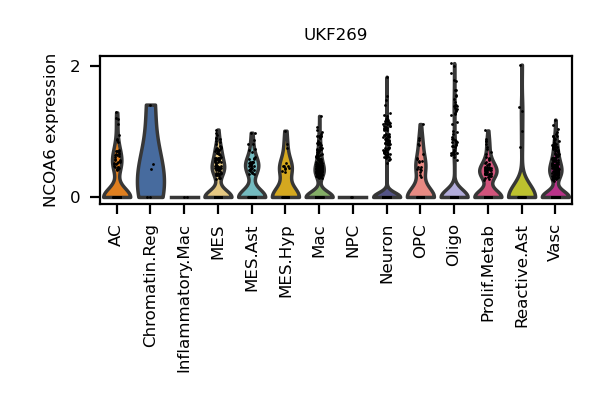 UKF269
NCOA6 expression
2
0
AC
Chromatin.Reg
Inflammatory.Mac
MES
MES.Ast
MES.Hyp
Mac
NPC
Neuron
OPC
Oligo
Prolif.Metab
Reactive.Ast
Vasc